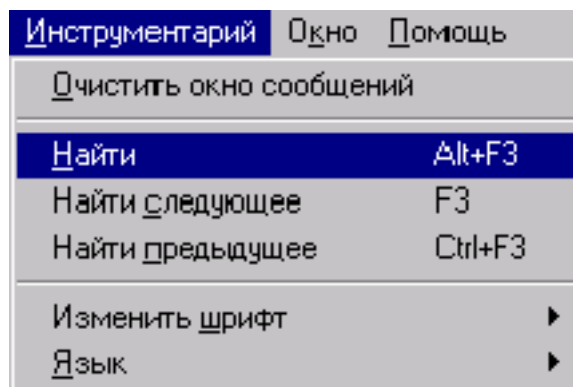 Инструментарий Окно Помощь
Очистить окно сообщений
Найти Alt+F3
Найти следующее F3
Найти предыдущее Ctrl+F3
Изменить шрифт
Язык